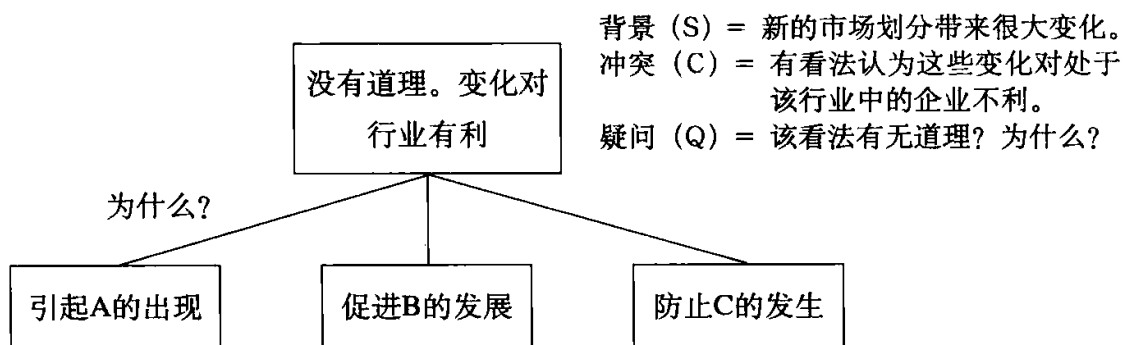 背景（S）= 新的市场划分带来很大变化。
冲突（C）= 有看法认为这些变化对处于
该行业中的企业不利。
疑问（Q）= 该看法有无道理？为什么？
没有道理。变化对
行业有利
为什么？
引起A的出现
促进B的发展
防止C的发生